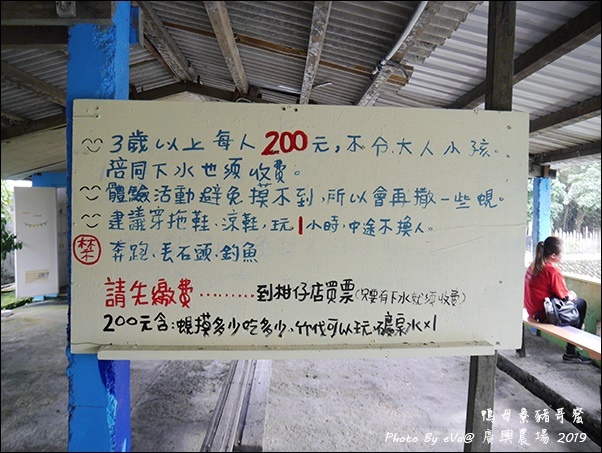 3歲以上每人200元，不分大人小孩。
陪同下水也須收費。
體驗活動避免摸不到，所以會再撒一些蜆。
建議穿拖鞋、涼鞋，玩1小時，中途不換人。
禁 奔跑、丟石頭、釣魚
請先繳費………到柑仔店買票(只要有下水就須收費)
200元含：蜆摸多少吃多少、竹筏可以玩、礦泉水x1
鴨母寮豬哥窟
Photo By eVa@ 廣興農場 2019